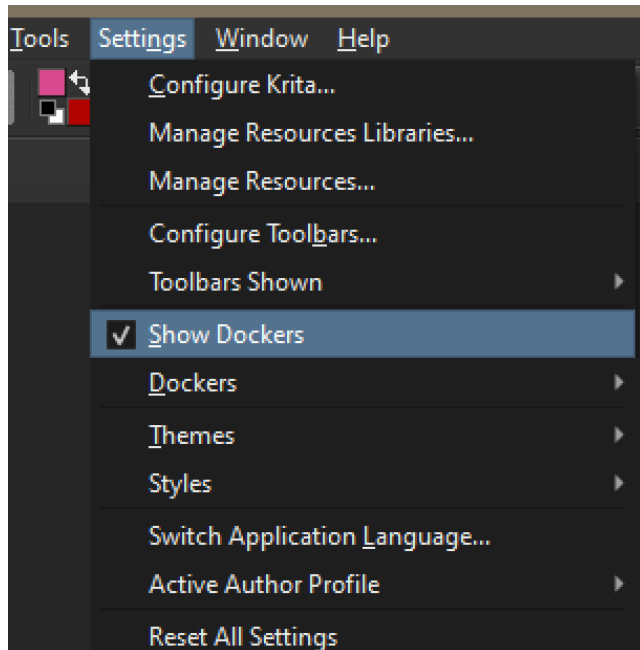 Tools Settings Window Help
Configure Krita...
Manage Resources Libraries...
Manage Resources...
Configure Toolbars...
Toolbars Shown
Show Dockers
Dockers
Themes
Styles
Switch Application Language...
Active Author Profile
Reset All Settings